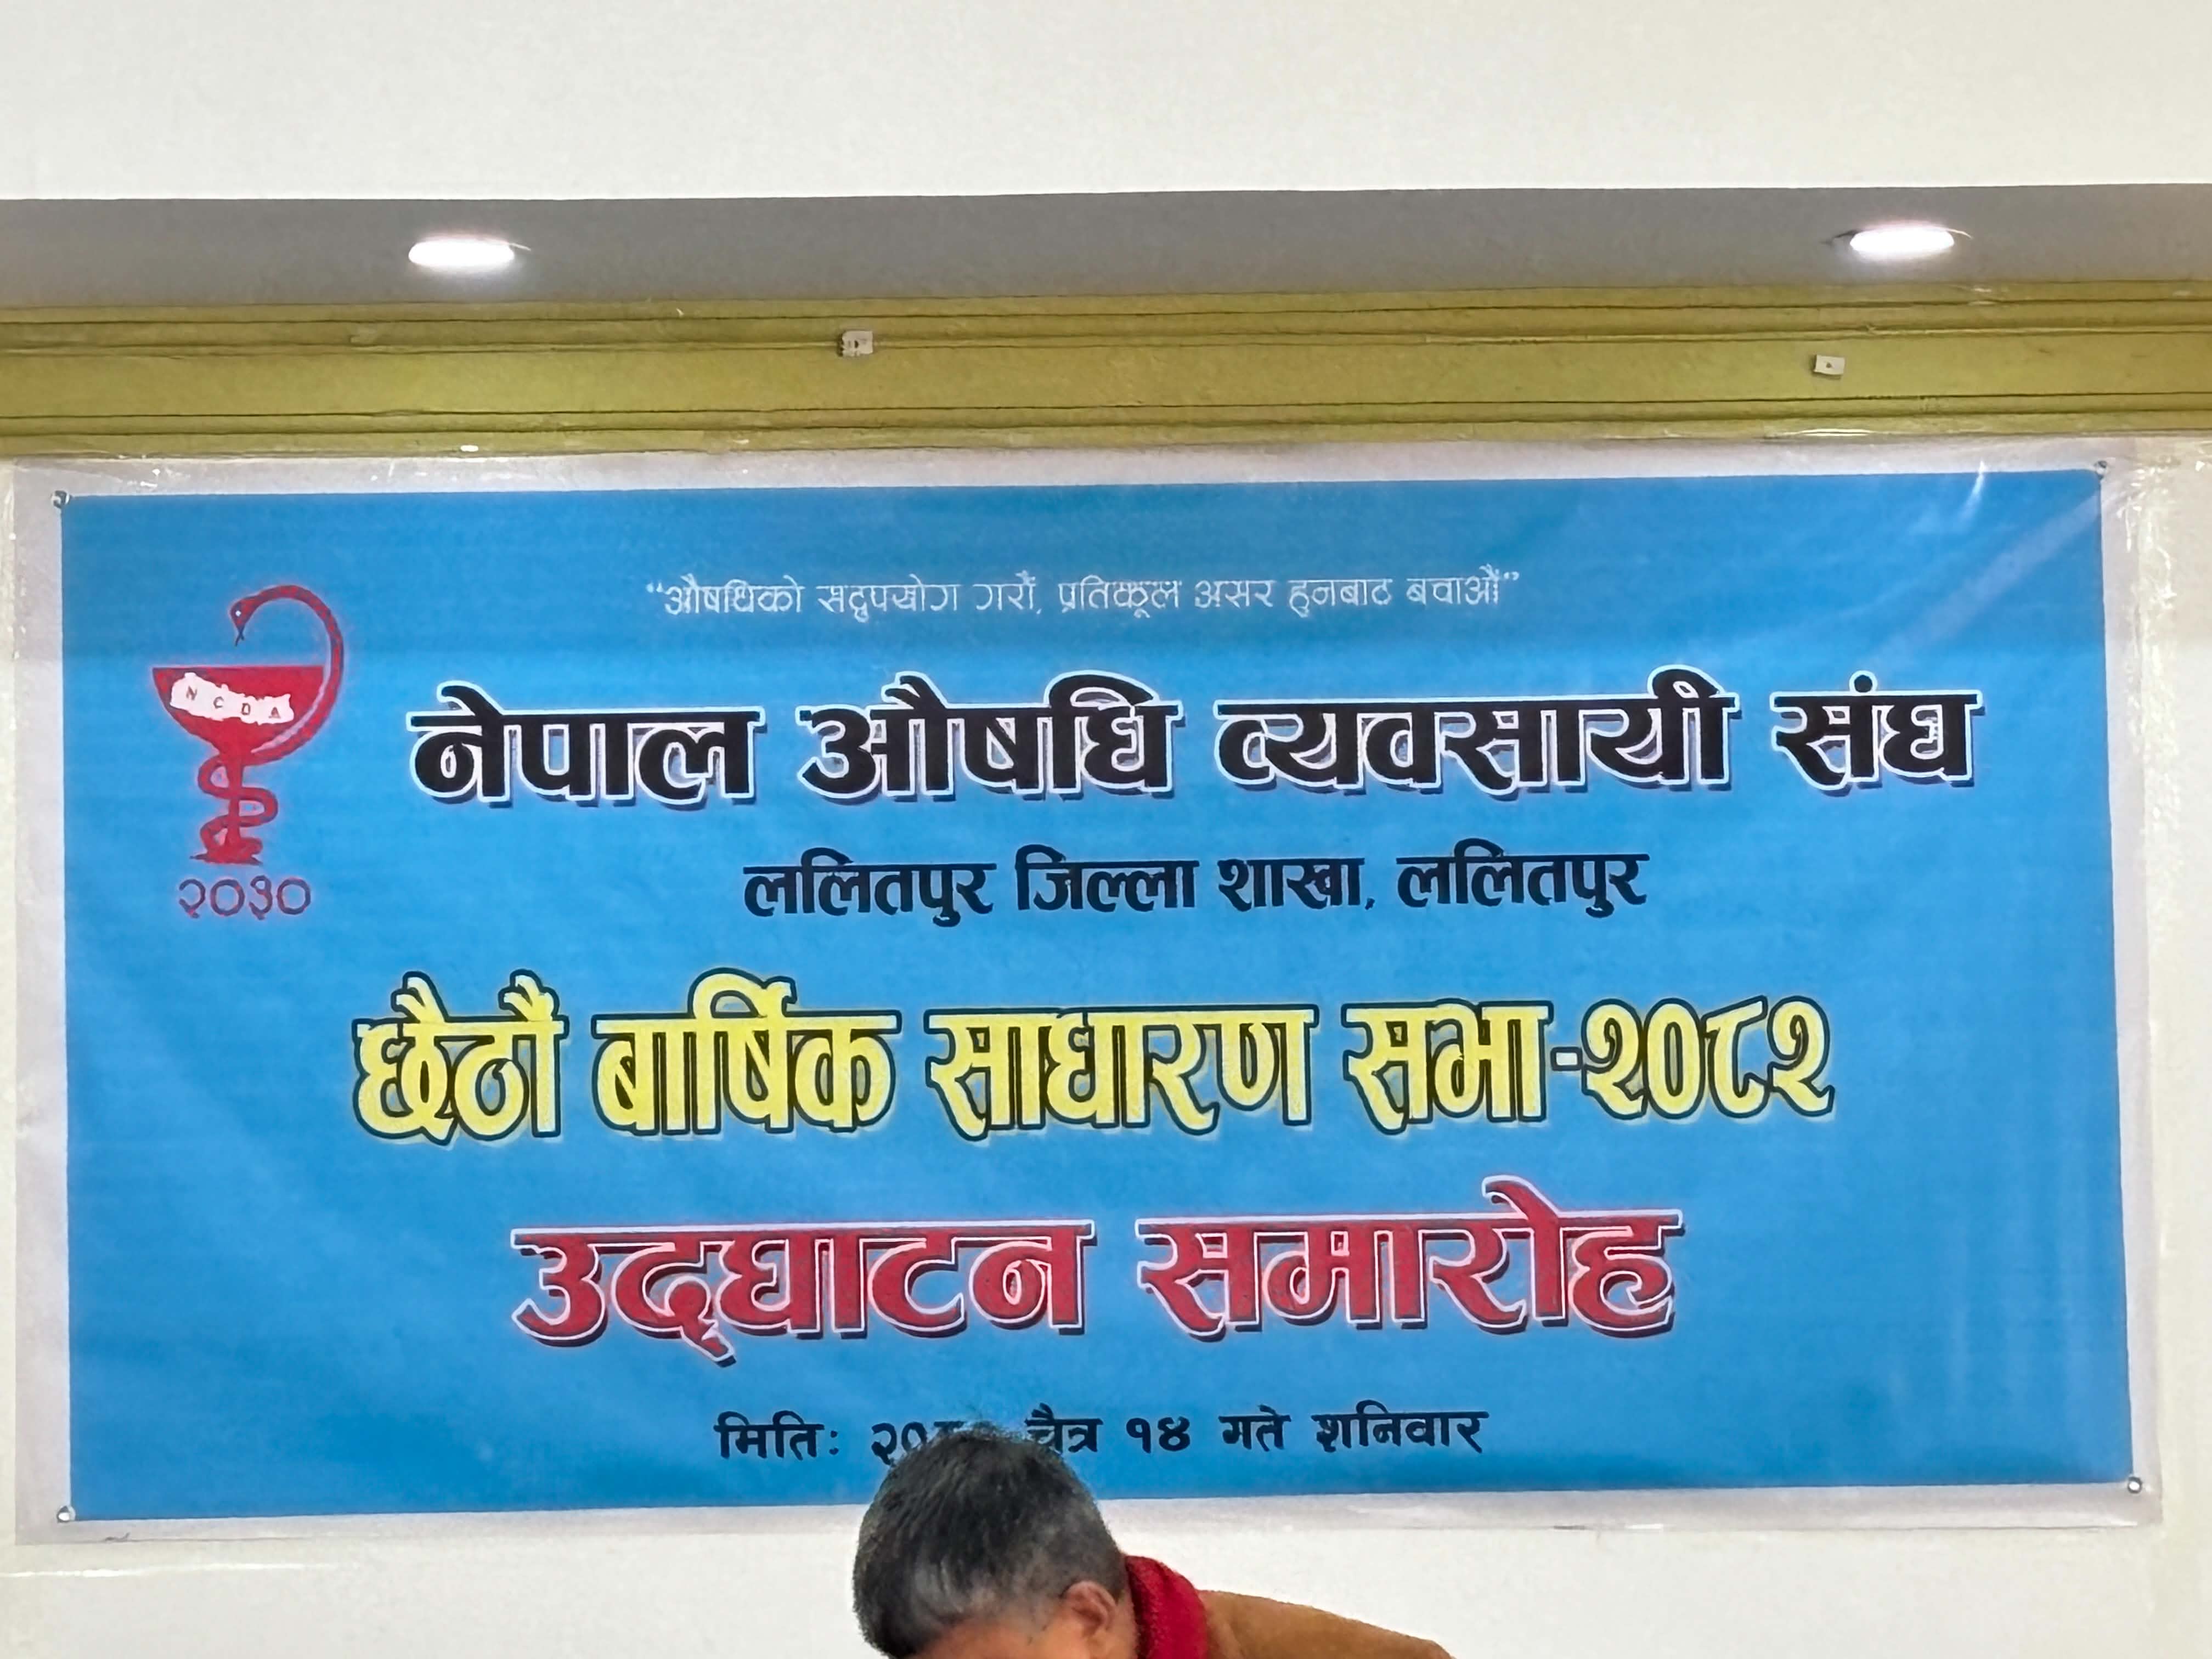 “औषधिको सदुपयोग गरौं, प्रतिकूल असर हुनबाट बचाऔं”
N C D A
नेपाल औषधि व्यवसायी संघ
ललितपुर जिल्ला शाखा, ललितपुर
२०३०
छैठौं बार्षिक साधारण सभा-२०८२
उद्‌घाटन समारोह
मिति: चैत्र १४ गते शनिवार